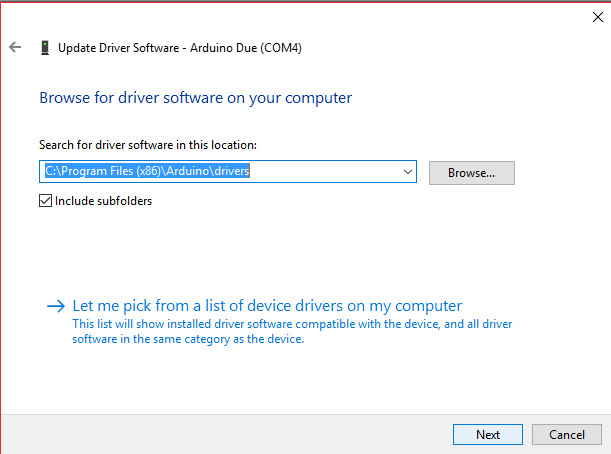 Update Driver Software - Arduino Due (COM4)
Browse for driver software on your computer
Search for driver software in this location:
C:\Program Files (x86)\Arduino\drivers
Browse...
Include subfolders
Let me pick from a list of device drivers on my computer
This list will show installed driver software compatible with the device, and all driver
software in the same category as the device.
Next
Cancel